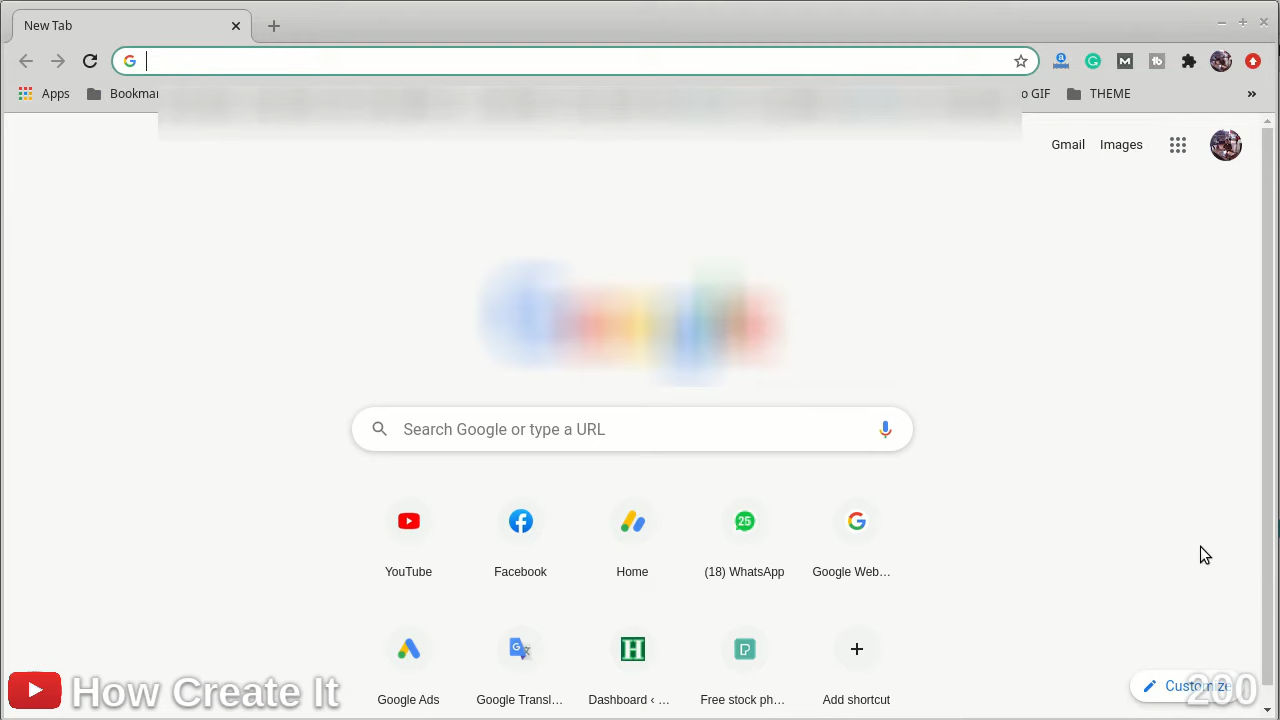 New Tab
Apps
Bookmar
o GIF
THEME
»
Gmail
Images
Search Google or type a URL
25
YouTube
Facebook
Home
(18) WhatsApp
Google Web...
H
Google Ads
Google Transl...
Dashboard ‹ ...
Free stock ph...
Add shortcut
How Create It
Customize
200